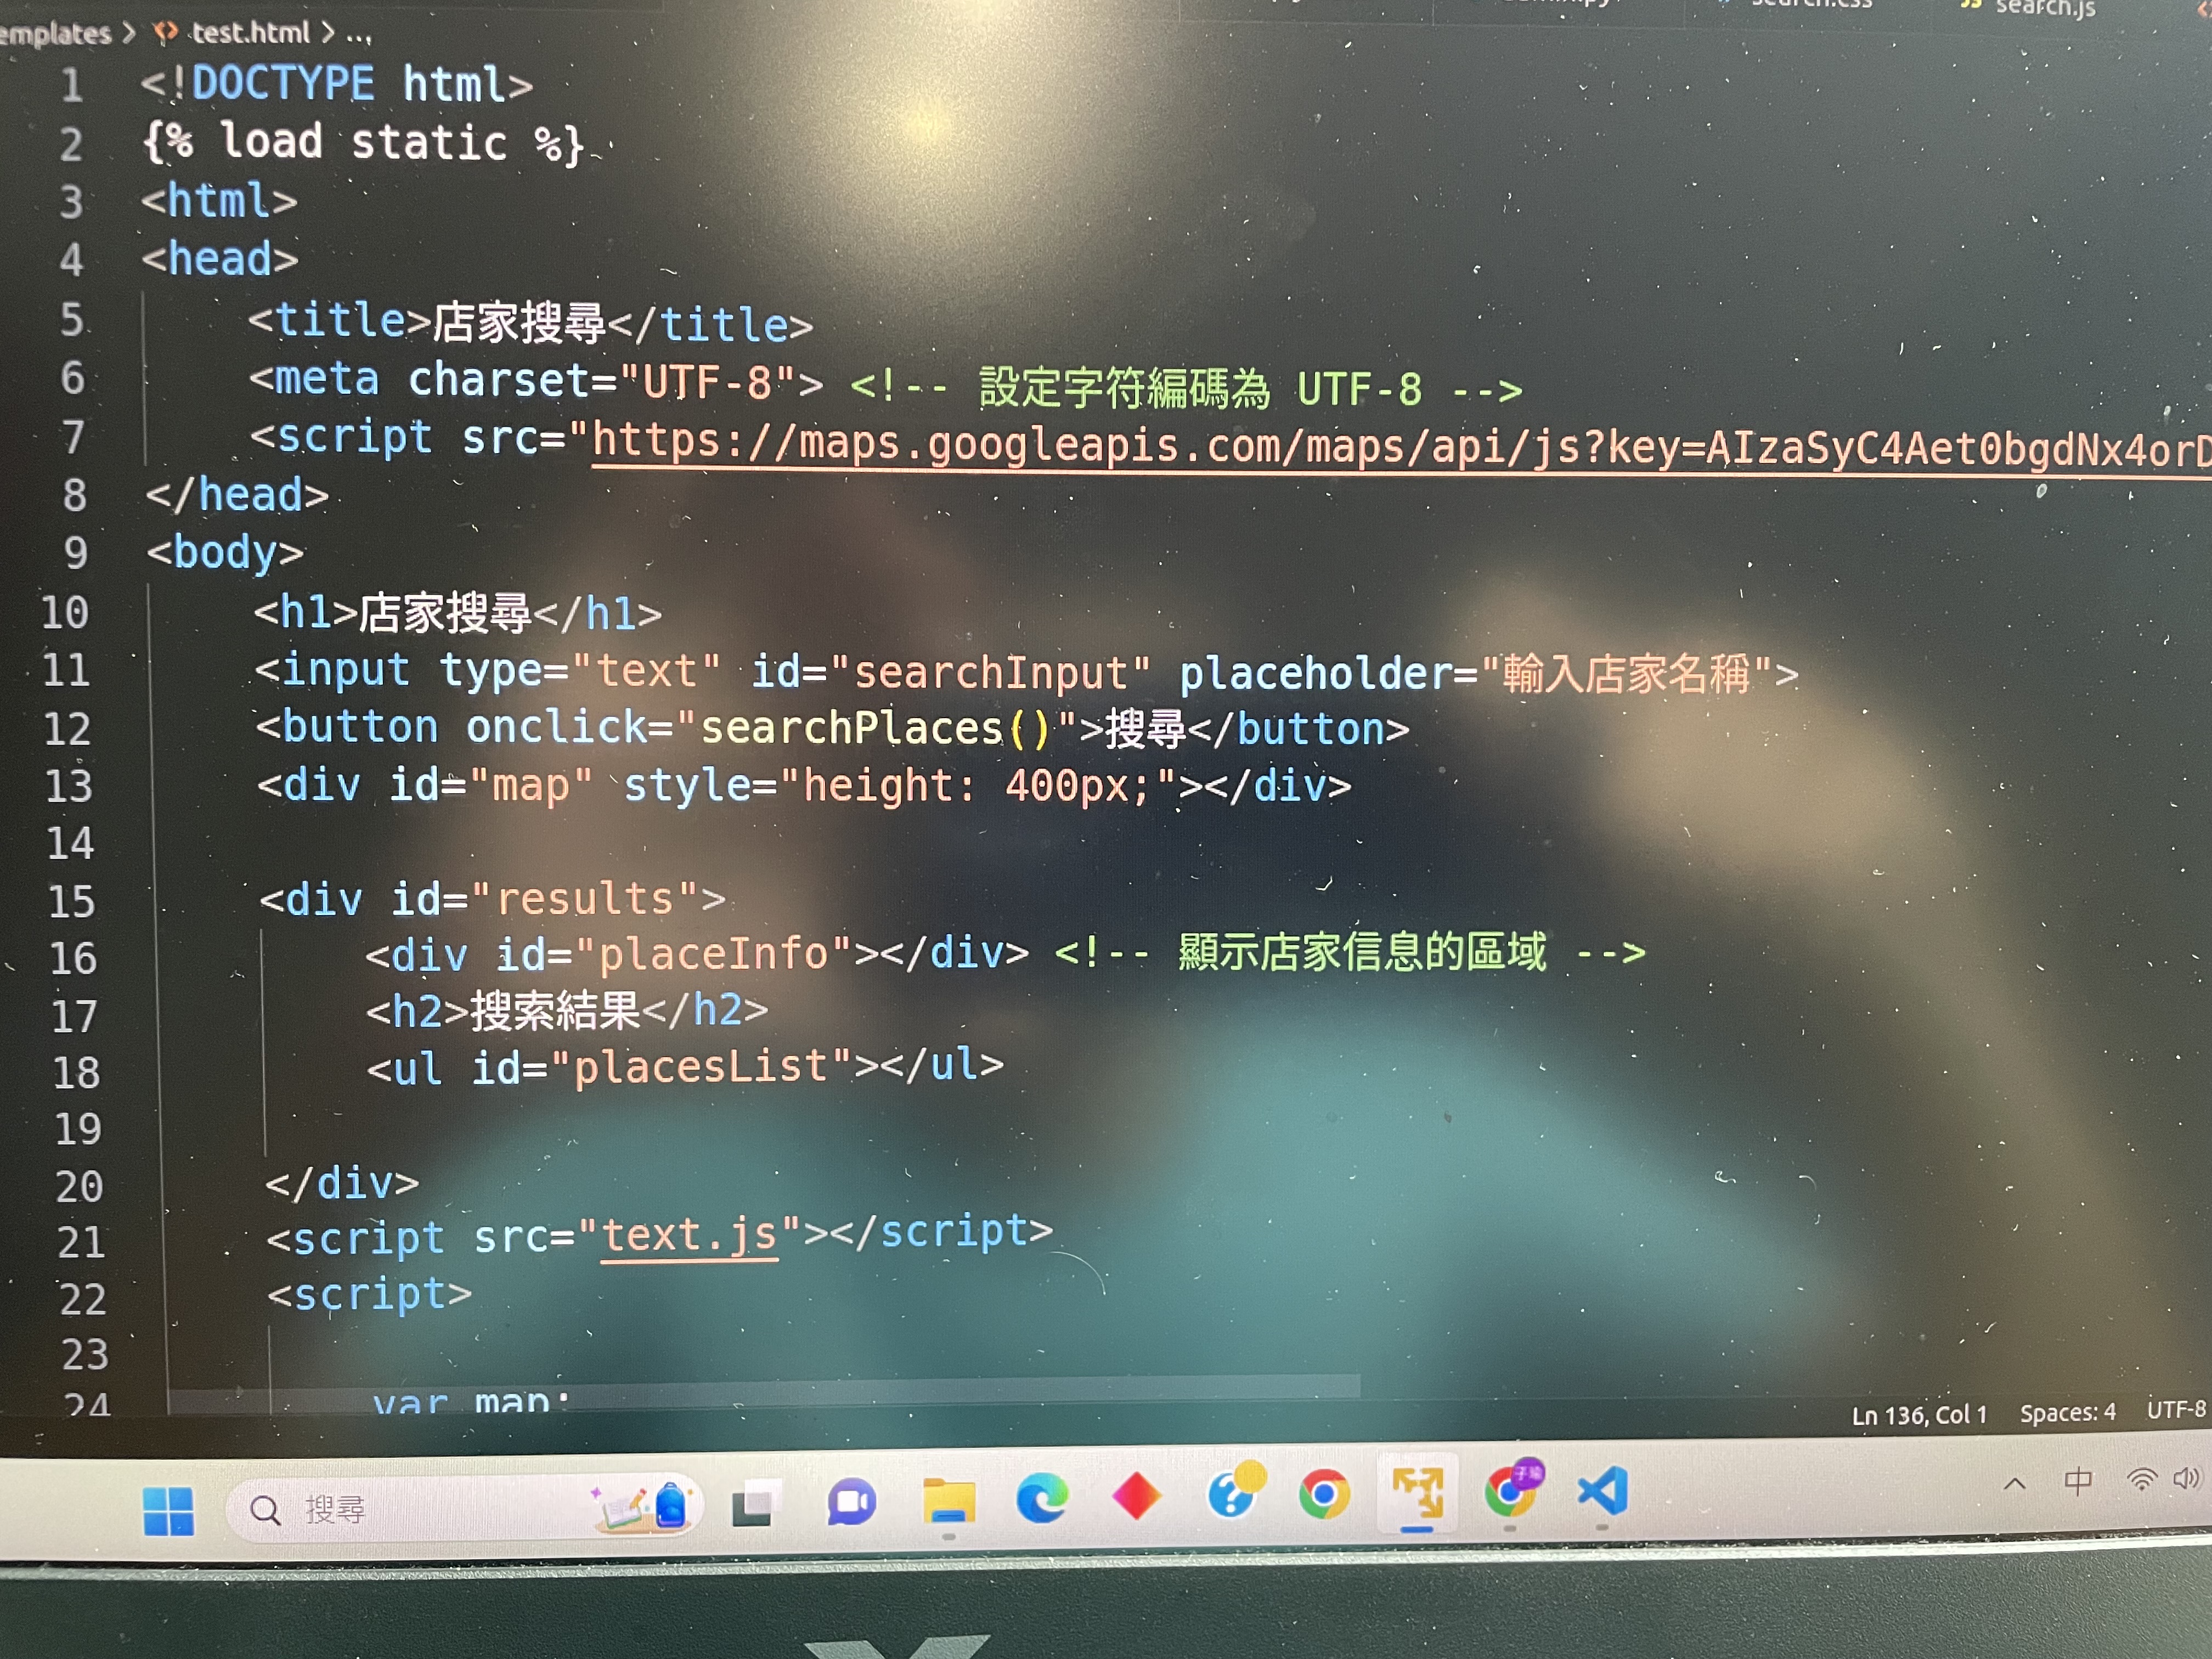 emplates > <> test.html > ...
search.css
search.js
1 <!DOCTYPE html>
2 {% load static %}
3 <html>
4 <head>
5 <title>店家搜尋</title>
6 <meta charset="UTF-8"> <!-- 設定字符編碼為 UTF-8 -->
7 <script src="https://maps.googleapis.com/maps/api/js?key=AIzaSyC4Aet0bgdNx4orD
8 </head>
9 <body>
10 <h1>店家搜尋</h1>
11 <input type="text" id="searchInput" placeholder="輸入店家名稱">
12 <button onclick="searchPlaces()">搜尋</button>
13 <div id="map" style="height: 400px;"></div>
14
15 <div id="results">
16 <div id="placeInfo"></div> <!-- 顯示店家信息的區域 -->
17 <h2>搜索結果</h2>
18 <ul id="placesList"></ul>
19
20 </div>
21 <script src="text.js"></script>
22 <script>
23
24 var map;
Ln 136, Col 1 Spaces: 4 UTF-8
搜尋
子瑜
中